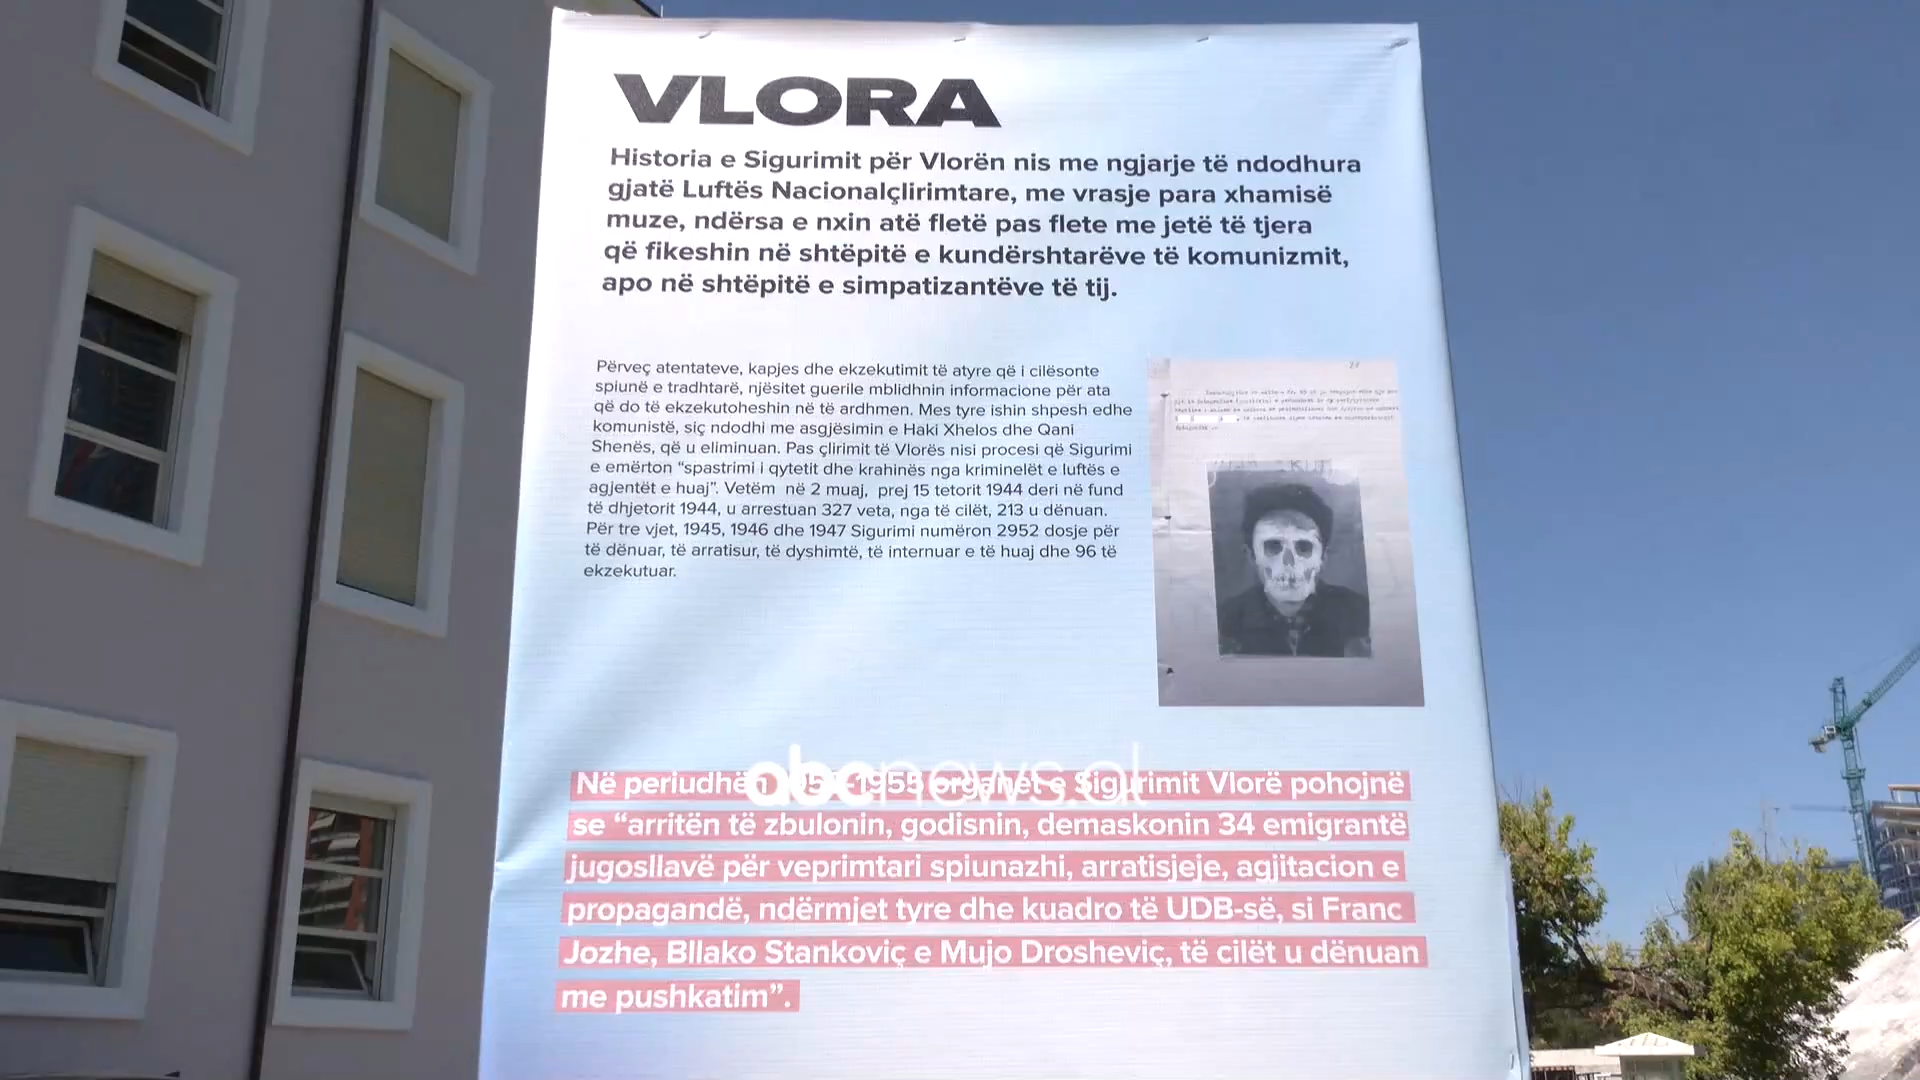 VLORA
Historia e Sigurimit për Vlorën nis me ngjarje të ndodhura
gjatë Luftës Nacionalçlirimtare, me vrasje para xhamisë
muze, ndërsa e nxin atë fletë pas flete me jetë të tjera
që fikeshin në shtëpitë e kundërshtarëve të komunizmit,
apo në shtëpitë e simpatizantëve të tij.
Përveç atentateve, kapjes dhe ekzekutimit të atyre që i cilësonte
spiunë e tradhtarë, njësitet guerile mblidhnin informacione për ata
që do të ekzekutoheshin në të ardhmen. Mes tyre ishin shpesh edhe
komunistë, siç ndodhi me asgjësimin e Haki Xhelos dhe Qani
Shenës, që u eliminuan. Pas çlirimit të Vlorës nisi procesi që Sigurimi
e emërton “spastrimi i qytetit dhe krahinës nga kriminelët e luftës e
agjentët e huaj”. Vetëm në 2 muaj, prej 15 tetorit 1944 deri në fund
të dhjetorit 1944, u arrestuan 327 veta, nga të cilët, 213 u dënuan.
Për tre vjet, 1945, 1946 dhe 1947 Sigurimi numëron 2952 dosje për
të dënuar, të arratisur, të dyshimtë, të internuar e të huaj dhe 96 të
ekzekutuar.
abcnews.al
Në periudhën -1955 organet e Sigurimit Vlorë pohojnë
se “arritën të zbulonin, godisnin, demaskonin 34 emigrantë
jugosllavë për veprimtari spiunazhi, arratisjeje, agjitacion e
propagandë, ndërmjet tyre dhe kuadro të UDB-së, si Franc
Jozhe, Bllako Stankoviç e Mujo Drosheviç, të cilët u dënuan
me pushkatim”.